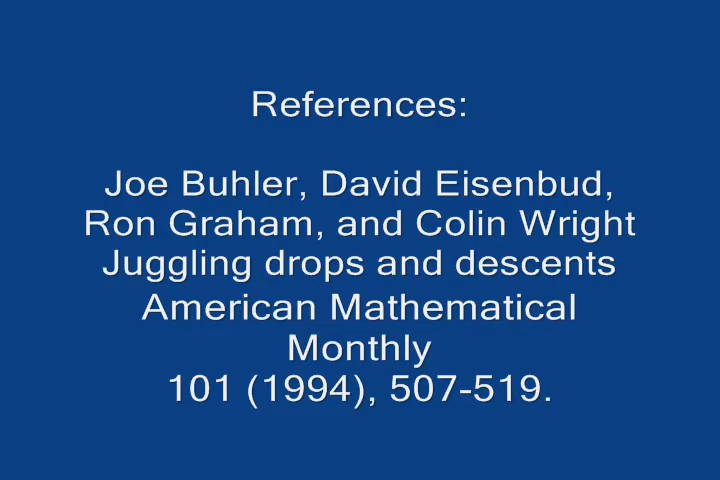 References:
Joe Buhler, David Eisenbud,
Ron Graham, and Colin Wright
Juggling drops and descents
American Mathematical
Monthly
101 (1994), 507-519.